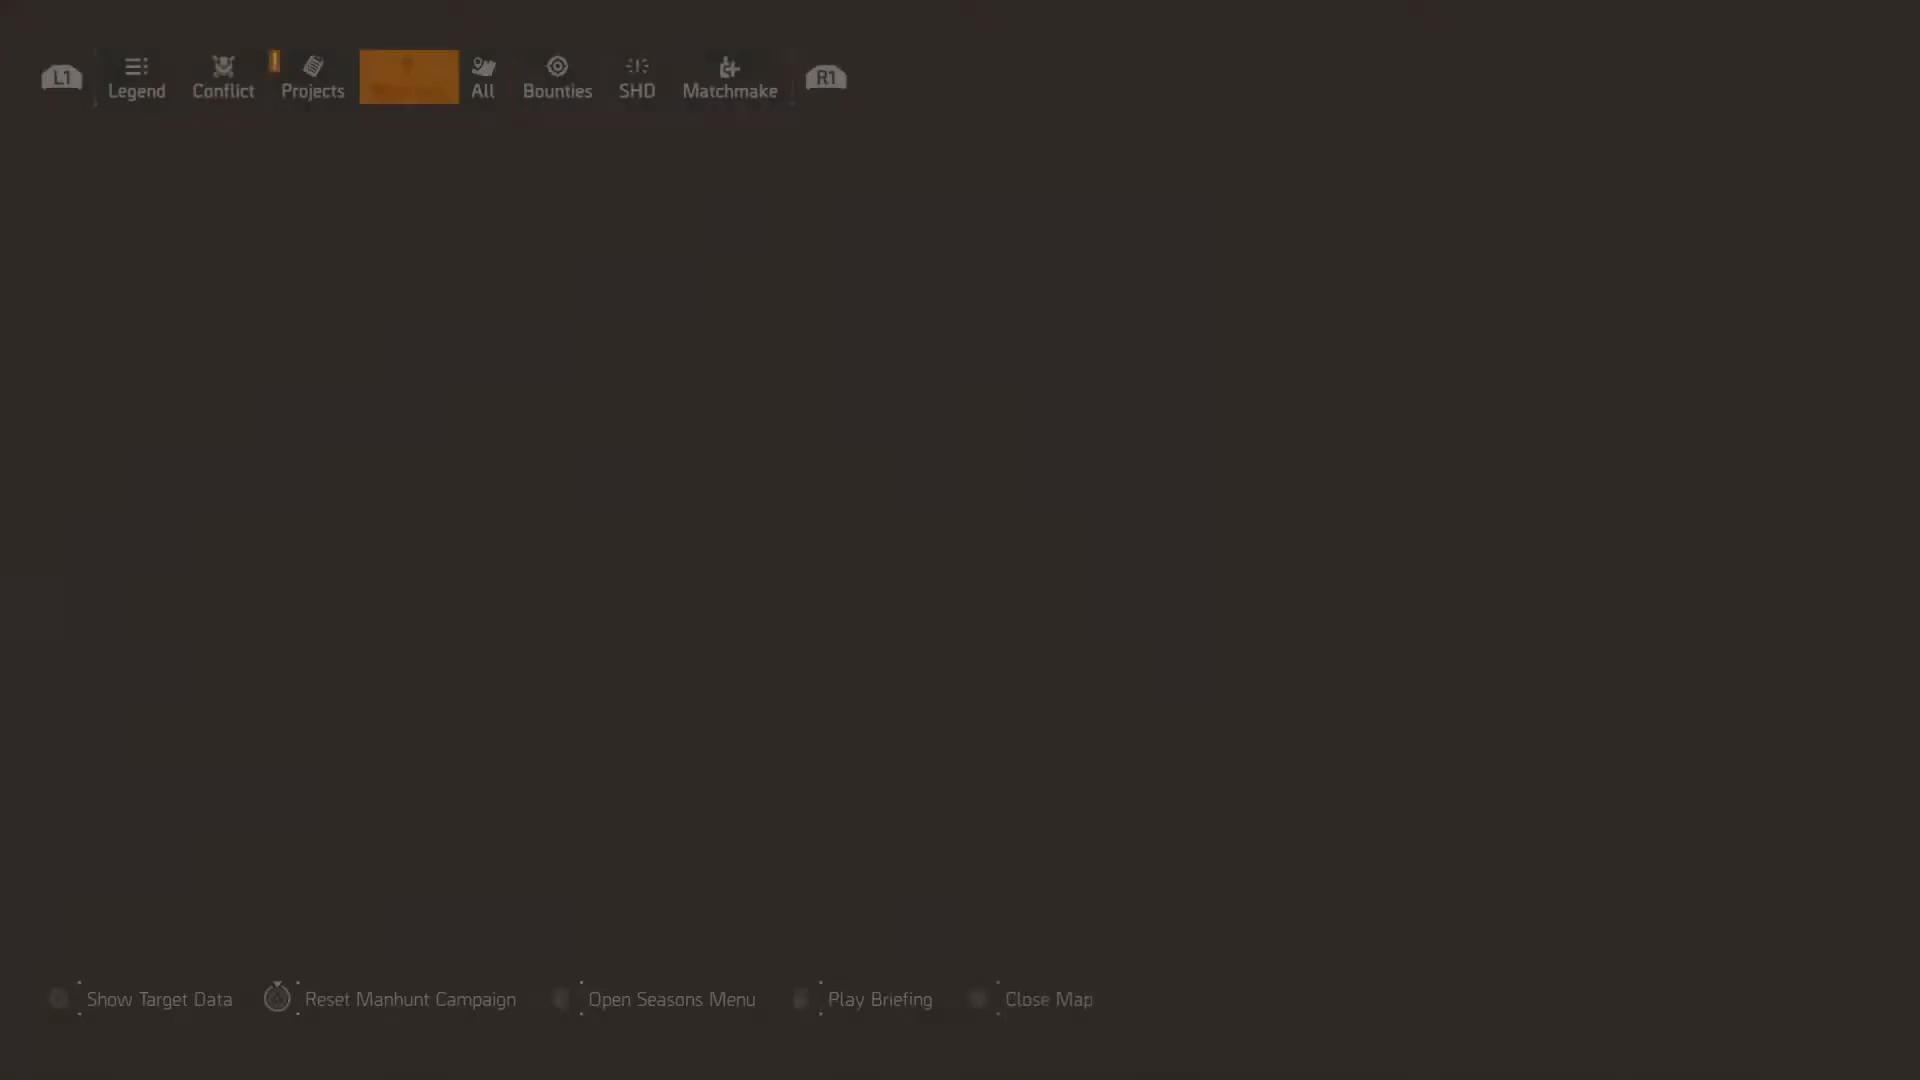 L1
Legend
Conflict
Projects
All
Bounties
SHD
Matchmake
R1
Show Target Data
Reset Manhunt Campaign
Open Seasons Menu
Play Briefing
Close Map